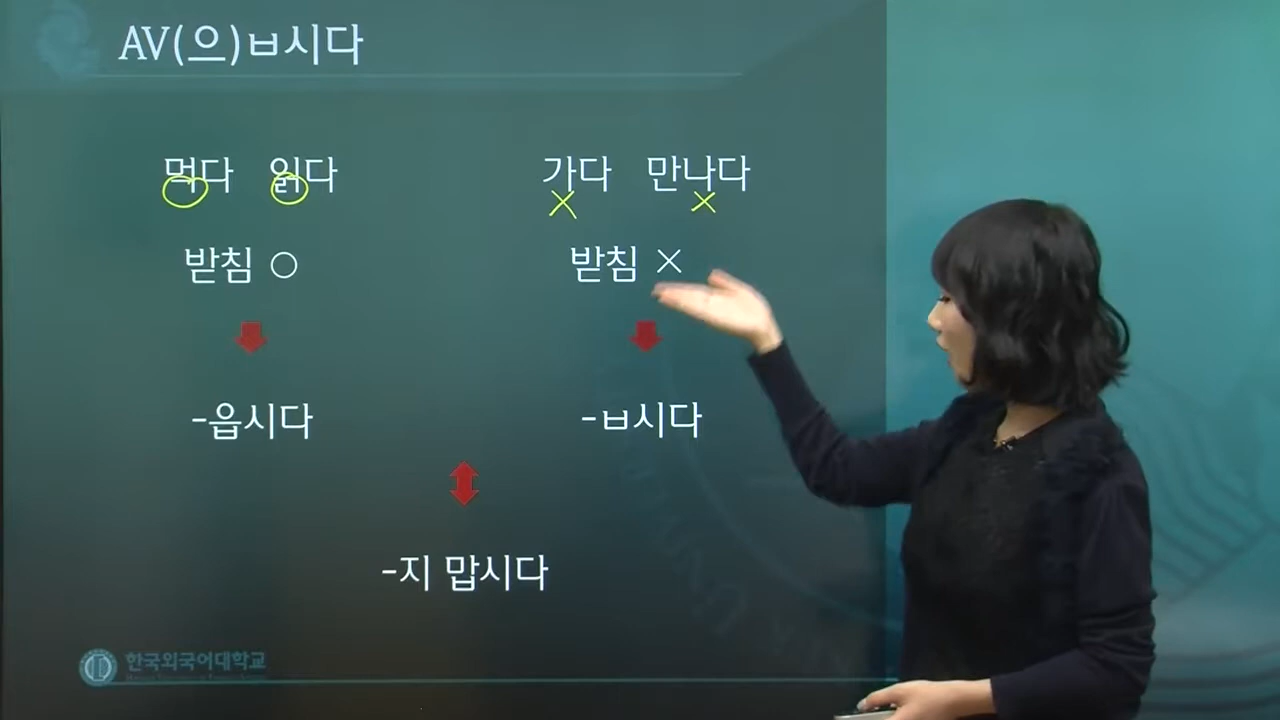 AV(으)ㅂ시다
먹다 읽다
가다 만나다
받침 ○
받침 ×
-읍시다
-ㅂ시다
-지 맙시다
한국외국어대학교